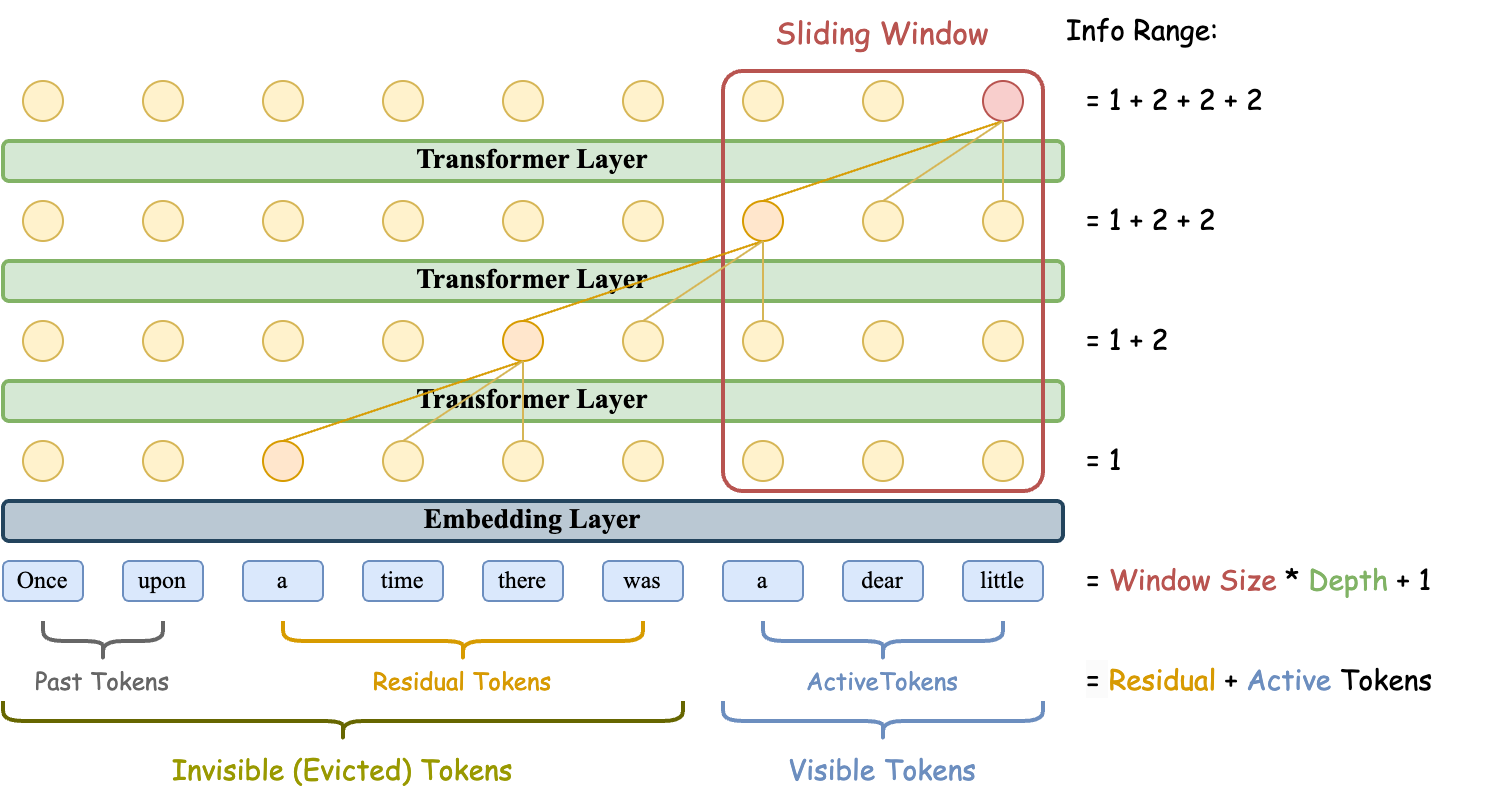 Sliding Window
Info Range:
= 1 + 2 + 2 + 2
Transformer Layer
= 1 + 2 + 2
Transformer Layer
= 1 + 2
Transformer Layer
= 1
Embedding Layer
Once upon a time there was a dear little
= Window Size * Depth + 1
Past Tokens
Residual Tokens
ActiveTokens
= Residual + Active Tokens
Invisible (Evicted) Tokens
Visible Tokens